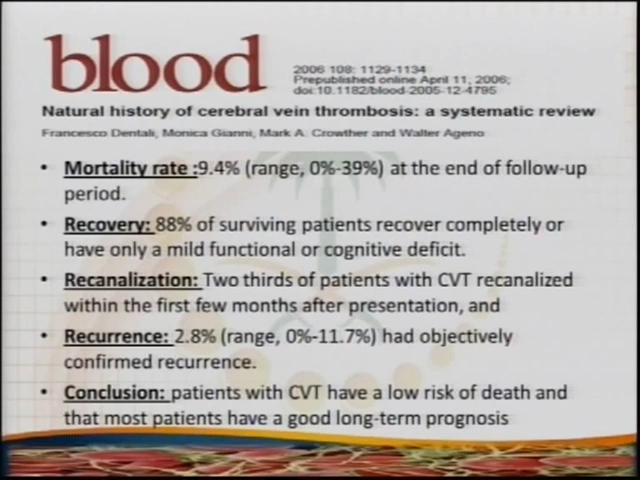 blood
2006 108: 1129-1134
Prepublished online April 11, 2006;
doi:10.1182/blood-2005-12-4795
Natural history of cerebral vein thrombosis: a systematic review
Francesco Dentali, Monica Gianni, Mark A. Crowther and Walter Ageno
• Mortality rate :9.4% (range, 0%-39%) at the end of follow-up
period.
• Recovery: 88% of surviving patients recover completely or
have only a mild functional or cognitive deficit.
• Recanalization: Two thirds of patients with CVT recanalized
within the first few months after presentation, and
• Recurrence: 2.8% (range, 0%-11.7%) had objectively
confirmed recurrence.
• Conclusion: patients with CVT have a low risk of death and
that most patients have a good long-term prognosis